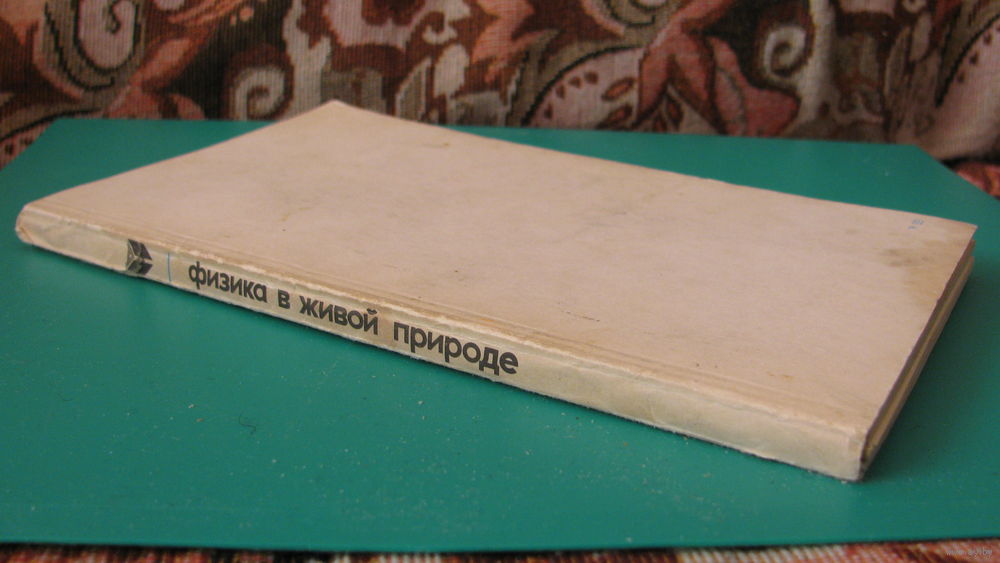 физика в живой природе